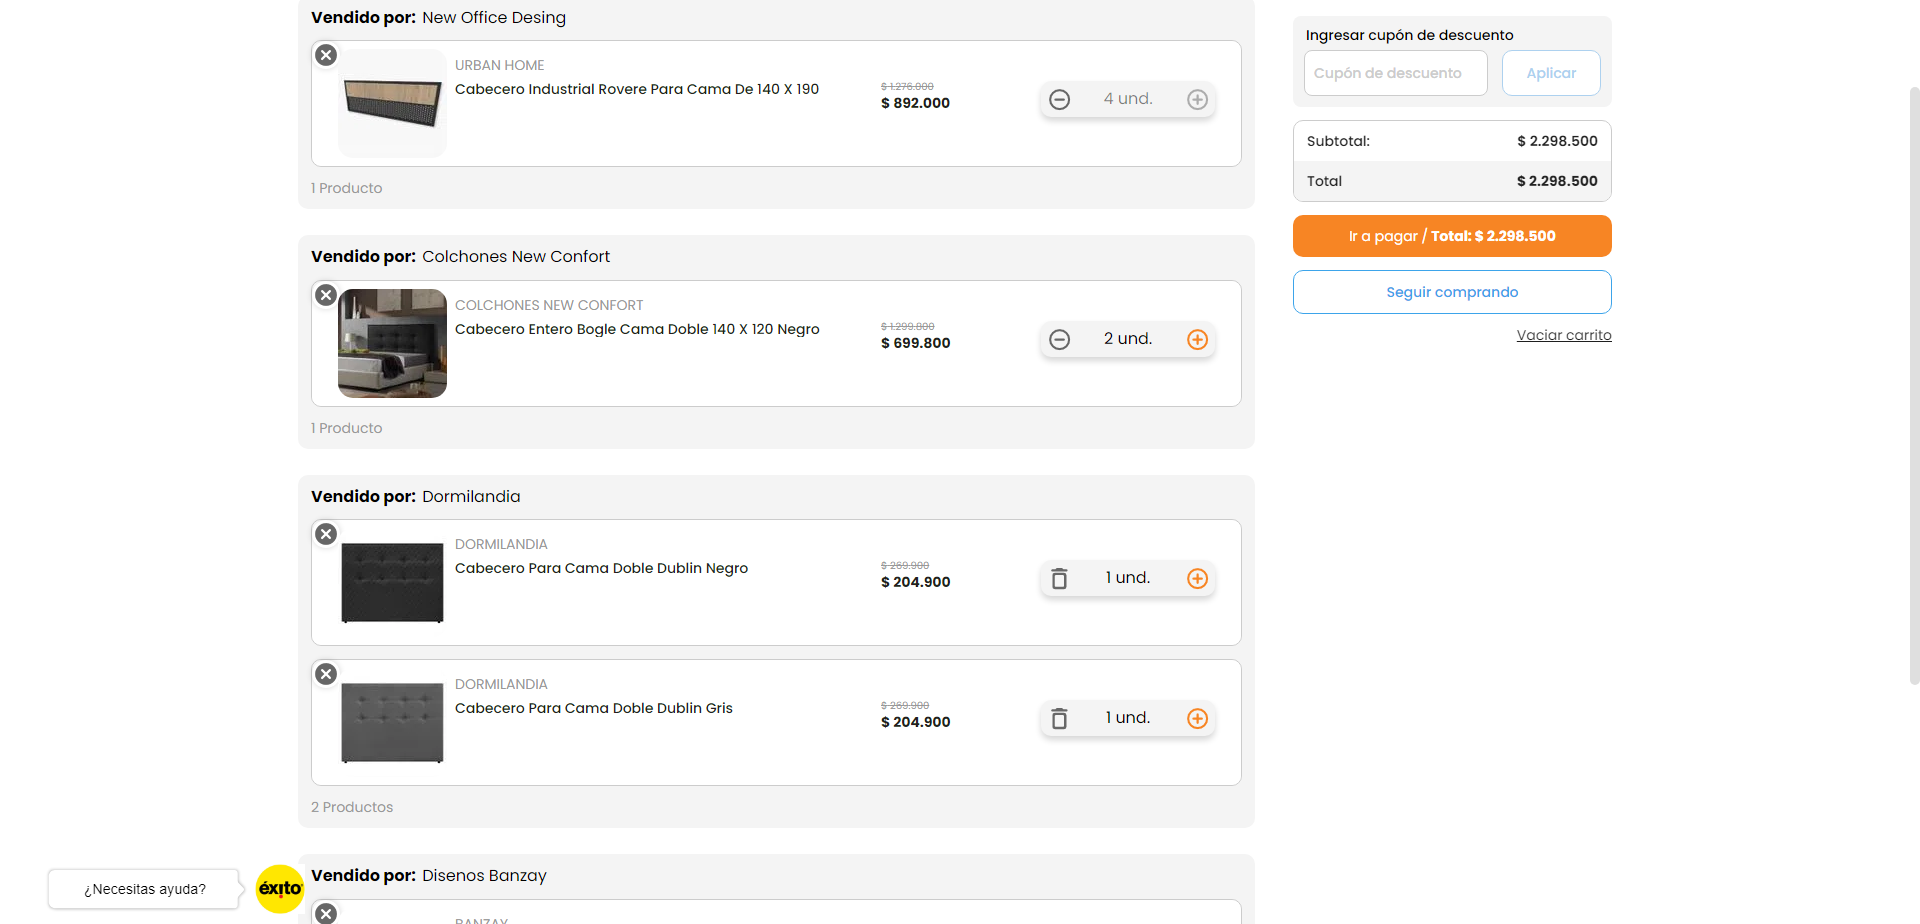 Vendido por: New Office Desing
URBAN HOME
Cabecero Industrial Rovere Para Cama De 140 X 190
$ 1.276.000
$ 892.000
4 und.
1 Producto
Vendido por: Colchones New Confort
COLCHONES NEW CONFORT
Cabecero Entero Bogle Cama Doble 140 X 120 Negro
$ 1.299.800
$ 699.800
2 und.
1 Producto
Vendido por: Dormilandia
DORMILANDIA
Cabecero Para Cama Doble Dublin Negro
$ 269.900
$ 204.900
1 und.
DORMILANDIA
Cabecero Para Cama Doble Dublin Gris
$ 269.900
$ 204.900
1 und.
2 Productos
Vendido por: Disenos Banzay
BANZAY
Ingresar cupón de descuento
Cupón de descuento
Aplicar
Subtotal: $ 2.298.500
Total $ 2.298.500
Ir a pagar / Total: $ 2.298.500
Seguir comprando
Vaciar carrito
¿Necesitas ayuda?
éxito